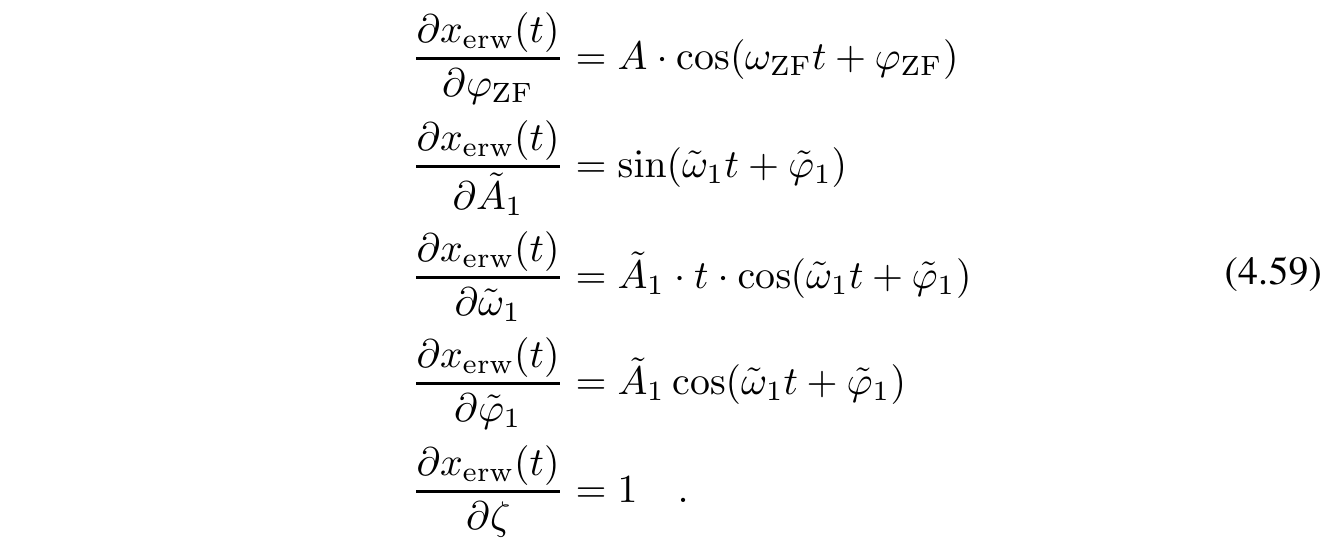 ∂x_erw(t)/∂φ_ZF = A · cos(ω_ZF t + φ_ZF)
∂x_erw(t)/∂Ã_1 = sin(ω̃_1 t + φ̃_1)
∂x_erw(t)/∂ω̃_1 = Ã_1 · t · cos(ω̃_1 t + φ̃_1) (4.59)
∂x_erw(t)/∂φ̃_1 = Ã_1 cos(ω̃_1 t + φ̃_1)
∂x_erw(t)/∂ζ = 1 .